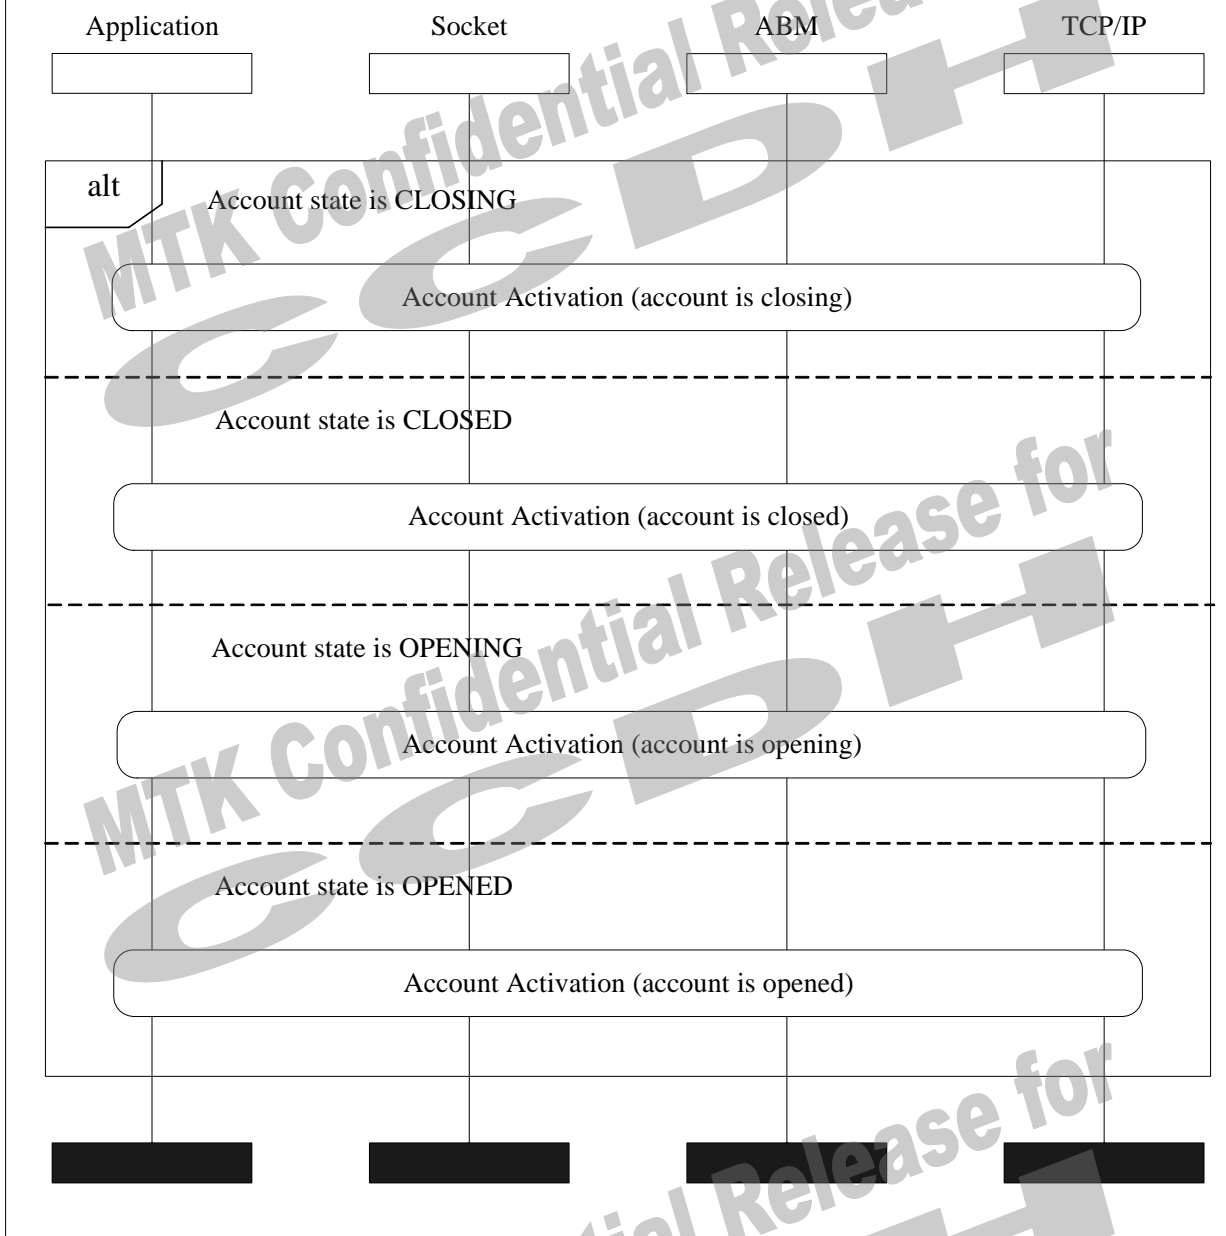 Application Socket ABM TCP/IP
alt
Account state is CLOSING
Account Activation (account is closing)
Account state is CLOSED
Account Activation (account is closed)
Account state is OPENING
Account Activation (account is opening)
Account state is OPENED
Account Activation (account is opened)
MTK Confidential Release
CCDH
MTK Confidential Release for
CCDH
Release for